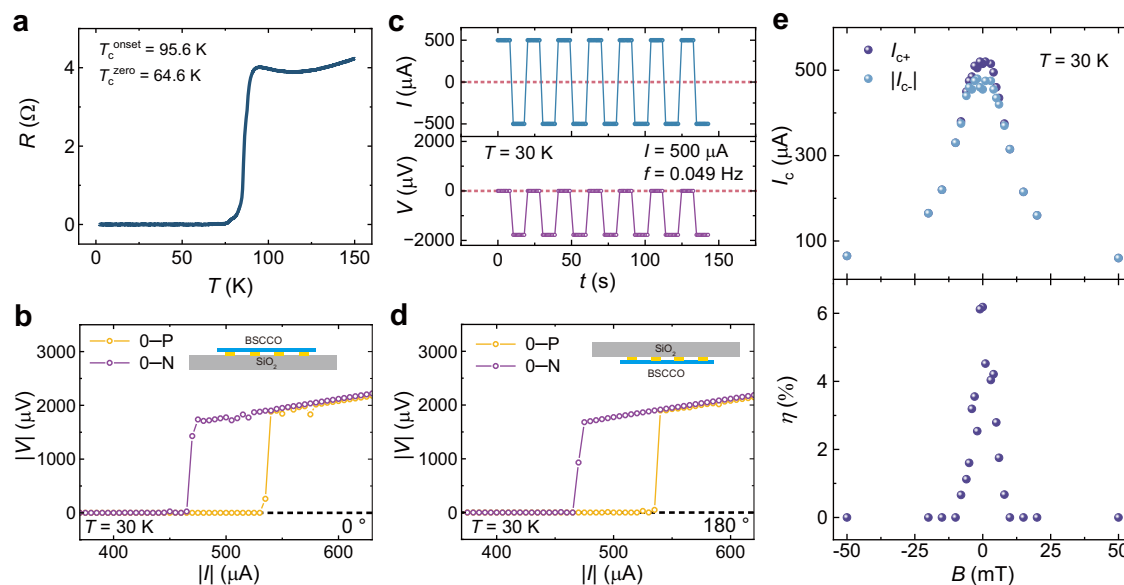 a
T_c^onset = 95.6 K
T_c^zero = 64.6 K
R (Ω)
4
2
0
0
50
100
150
T (K)
b
0—P
0—N
BSCCO
SiO₂
|V| (μV)
3000
2000
1000
0
T = 30 K
0 °
400
500
600
|I| (μA)
c
I (μA)
500
0
−500
V (μV)
2000
0
−2000
T = 30 K
I = 500 μA
f = 0.049 Hz
0
50
100
150
t (s)
d
0—P
0—N
SiO₂
BSCCO
|V| (μV)
3000
2000
1000
0
T = 30 K
180 °
400
500
600
|I| (μA)
e
I_c+
|I_c-|
T = 30 K
I_c (μA)
500
300
100
η (%)
6
4
2
0
-50
-25
0
25
50
B (mT)